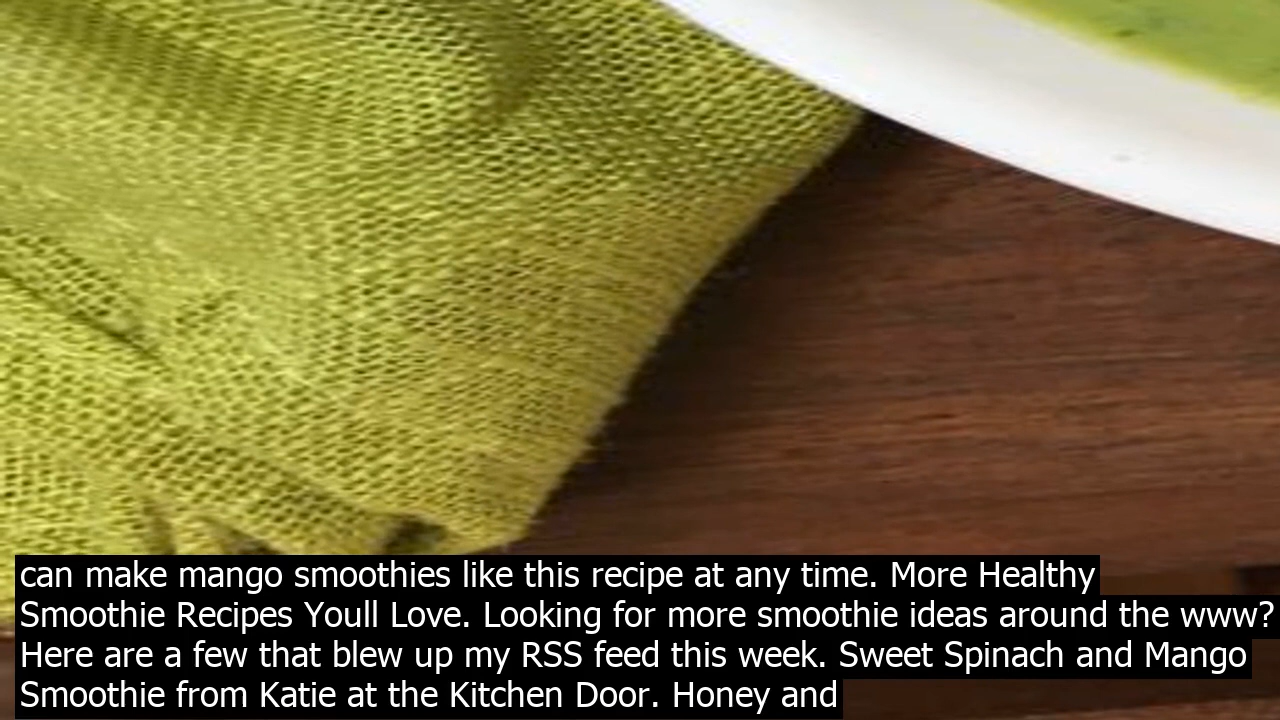 can make mango smoothies like this recipe at any time. More Healthy
Smoothie Recipes Youll Love. Looking for more smoothie ideas around the www?
Here are a few that blew up my RSS feed this week. Sweet Spinach and Mango
Smoothie from Katie at the Kitchen Door. Honey and